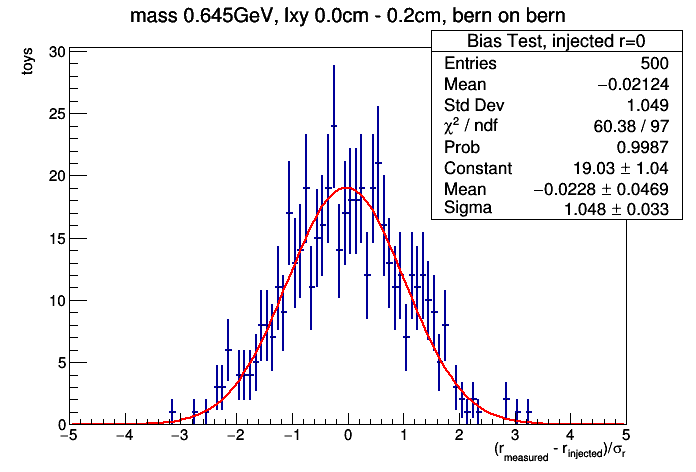 mass 0.645GeV, lxy 0.0cm - 0.2cm, bern on bern
Bias Test, injected r=0
Entries 500
Mean −0.02124
Std Dev 1.049
χ² / ndf 60.38 / 97
Prob 0.9987
Constant 19.03 ± 1.04
Mean −0.0228 ± 0.0469
Sigma 1.048 ± 0.033
toys
30
25
20
15
10
5
0
−5 −4 −3 −2 −1 0 1 2 3 4 5
(r_measured - r_injected)/σ_r